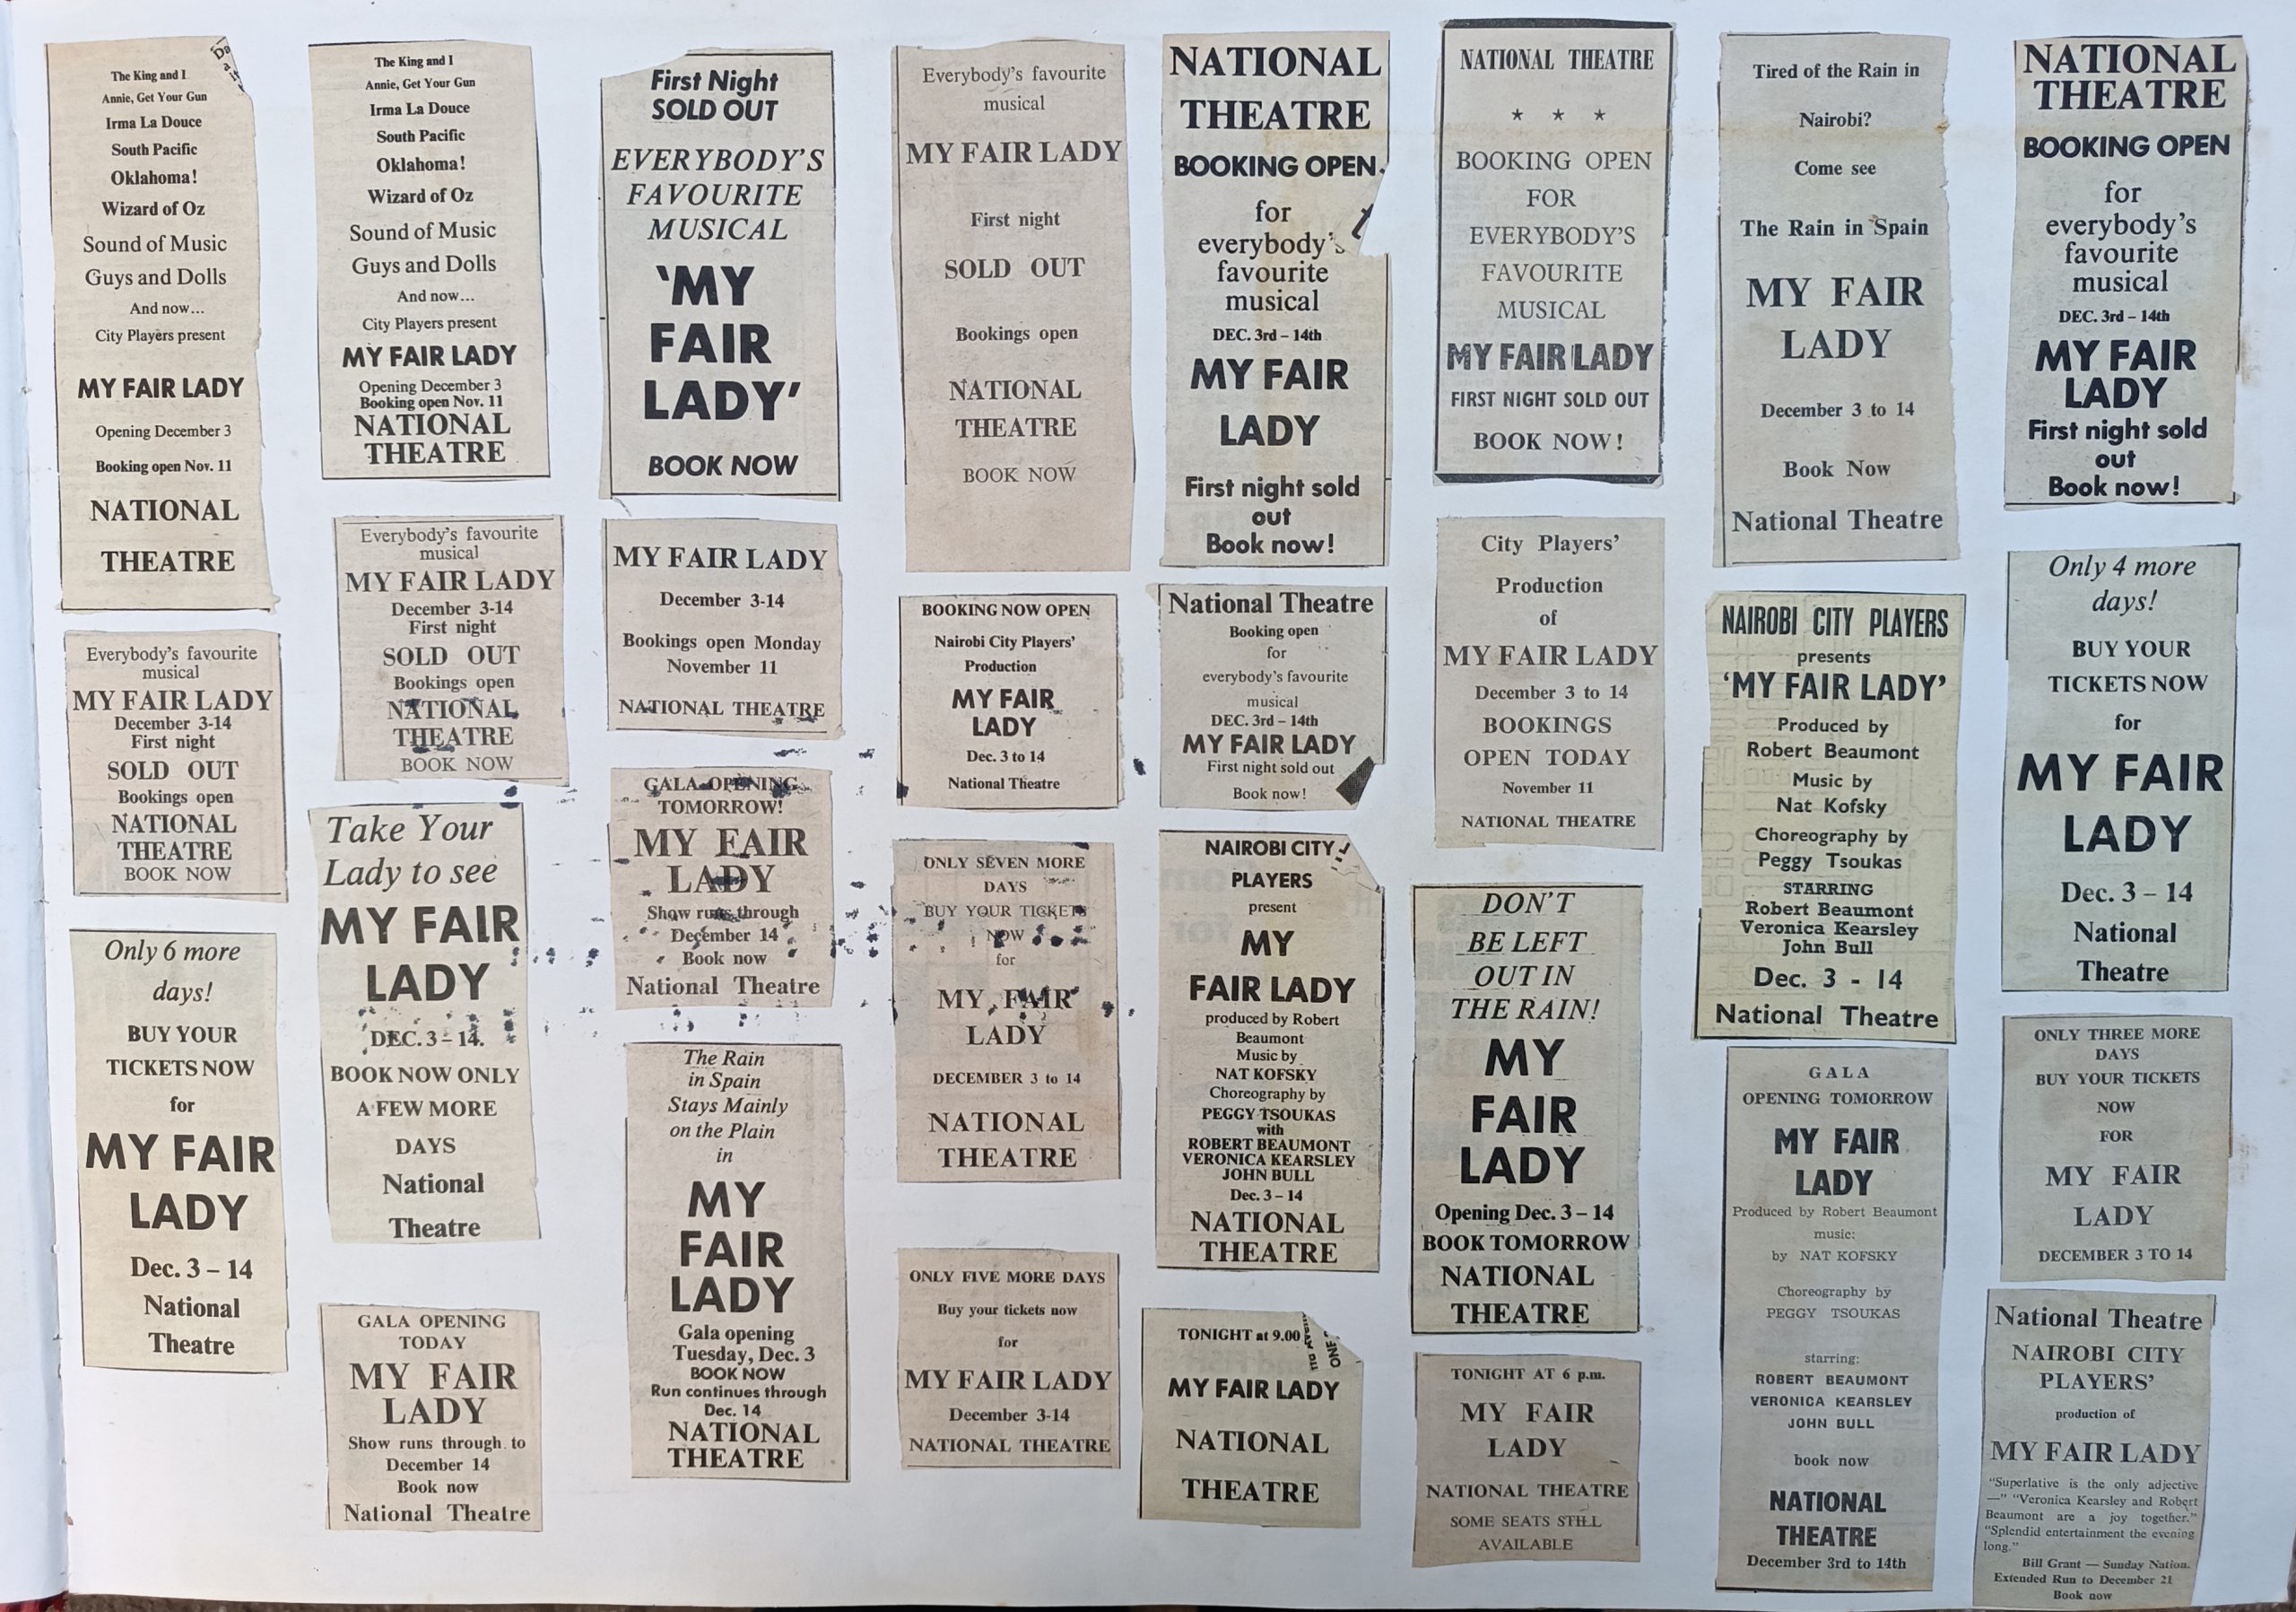 The King and I
Annie, Get Your Gun
Irma La Douce
South Pacific
Oklahoma!
Wizard of Oz
Sound of Music
Guys and Dolls
And now...
City Players present
MY FAIR LADY
Opening December 3
Booking open Nov. 11
NATIONAL
THEATRE
Everybody's favourite
musical
MY FAIR LADY
December 3-14
First night
SOLD OUT
Bookings open
NATIONAL
THEATRE
BOOK NOW
Only 6 more
days!
BUY YOUR
TICKETS NOW
for
MY FAIR
LADY
Dec. 3 – 14
National
Theatre
The King and I
Annie, Get Your Gun
Irma La Douce
South Pacific
Oklahoma!
Wizard of Oz
Sound of Music
Guys and Dolls
And now...
City Players present
MY FAIR LADY
Opening December 3
Booking open Nov. 11
NATIONAL
THEATRE
Everybody's favourite
musical
MY FAIR LADY
December 3-14
First night
SOLD OUT
Bookings open
NATIONAL
THEATRE
BOOK NOW
Take Your
Lady to see
MY FAIR
LADY
DEC. 3 – 14.
BOOK NOW ONLY
A FEW MORE
DAYS
National
Theatre
GALA OPENING
TODAY
MY FAIR
LADY
Show runs through to
December 14
Book now
National Theatre
First Night
SOLD OUT
EVERYBODY'S
FAVOURITE
MUSICAL
'MY
FAIR
LADY'
BOOK NOW
MY FAIR LADY
December 3-14
Bookings open Monday
November 11
NATIONAL THEATRE
GALA OPENING
TOMORROW!
MY FAIR
LADY
Show runs through
December 14
Book now
National Theatre
The Rain
in Spain
Stays Mainly
on the Plain
in
MY
FAIR
LADY
Gala opening
Tuesday, Dec. 3
BOOK NOW
Run continues through
Dec. 14
NATIONAL
THEATRE
Everybody's favourite
musical
MY FAIR LADY
First night
SOLD OUT
Bookings open
NATIONAL
THEATRE
BOOK NOW
BOOKING NOW OPEN
Nairobi City Players'
Production
MY FAIR
LADY
Dec. 3 to 14
National Theatre
ONLY SEVEN MORE
DAYS
BUY YOUR TICKETS
NOW
for
MY FAIR
LADY
DECEMBER 3 to 14
NATIONAL
THEATRE
ONLY FIVE MORE DAYS
Buy your tickets now
for
MY FAIR LADY
December 3-14
NATIONAL THEATRE
NATIONAL
THEATRE
BOOKING OPEN
for
everybody's
favourite
musical
DEC. 3rd – 14th
MY FAIR
LADY
First night sold
out
Book now!
National Theatre
Booking open
for
everybody's favourite
musical
DEC. 3rd – 14th
MY FAIR LADY
First night sold out
Book now!
NAIROBI CITY
PLAYERS
present
MY
FAIR LADY
produced by Robert
Beaumont
Music by
NAT KOFSKY
Choreography by
PEGGY TSOUKAS
with
ROBERT BEAUMONT
VERONICA KEARSLEY
JOHN BULL
Dec. 3 – 14
NATIONAL
THEATRE
TONIGHT at 9.00
MY FAIR LADY
NATIONAL
THEATRE
NATIONAL THEATRE
* * *
BOOKING OPEN
FOR
EVERYBODY'S
FAVOURITE
MUSICAL
MY FAIR LADY
FIRST NIGHT SOLD OUT
BOOK NOW!
City Players'
Production
of
MY FAIR LADY
December 3 to 14
BOOKINGS
OPEN TODAY
November 11
NATIONAL THEATRE
DON'T
BE LEFT
OUT IN
THE RAIN!
MY
FAIR
LADY
Opening Dec. 3 – 14
BOOK TOMORROW
NATIONAL
THEATRE
TONIGHT AT 6 p.m.
MY FAIR
LADY
NATIONAL THEATRE
SOME SEATS STILL
AVAILABLE
Tired of the Rain in
Nairobi?
Come see
The Rain in Spain
MY FAIR
LADY
December 3 to 14
Book Now
National Theatre
NAIROBI CITY PLAYERS
presents
'MY FAIR LADY'
Produced by
Robert Beaumont
Music by
Nat Kofsky
Choreography by
Peggy Tsoukas
STARRING
Robert Beaumont
Veronica Kearsley
John Bull
Dec. 3 - 14
National Theatre
GALA
OPENING TOMORROW
MY FAIR
LADY
Produced by Robert Beaumont
music:
by NAT KOFSKY
Choreography by
PEGGY TSOUKAS
starring:
ROBERT BEAUMONT
VERONICA KEARSLEY
JOHN BULL
book now
NATIONAL
THEATRE
December 3rd to 14th
NATIONAL
THEATRE
BOOKING OPEN
for
everybody's
favourite
musical
DEC. 3rd – 14th
MY FAIR
LADY
First night sold
out
Book now!
Only 4 more
days!
BUY YOUR
TICKETS NOW
for
MY FAIR
LADY
Dec. 3 – 14
National
Theatre
ONLY THREE MORE
DAYS
BUY YOUR TICKETS
NOW
FOR
MY FAIR
LADY
DECEMBER 3 TO 14
National Theatre
NAIROBI CITY
PLAYERS'
production of
MY FAIR LADY
"Superlative is the only adjective
—" "Veronica Kearsley and Robert
Beaumont are a joy together."
"Splendid entertainment the evening
long."
Bill Grant — Sunday Nation.
Extended Run to December 21
Book now